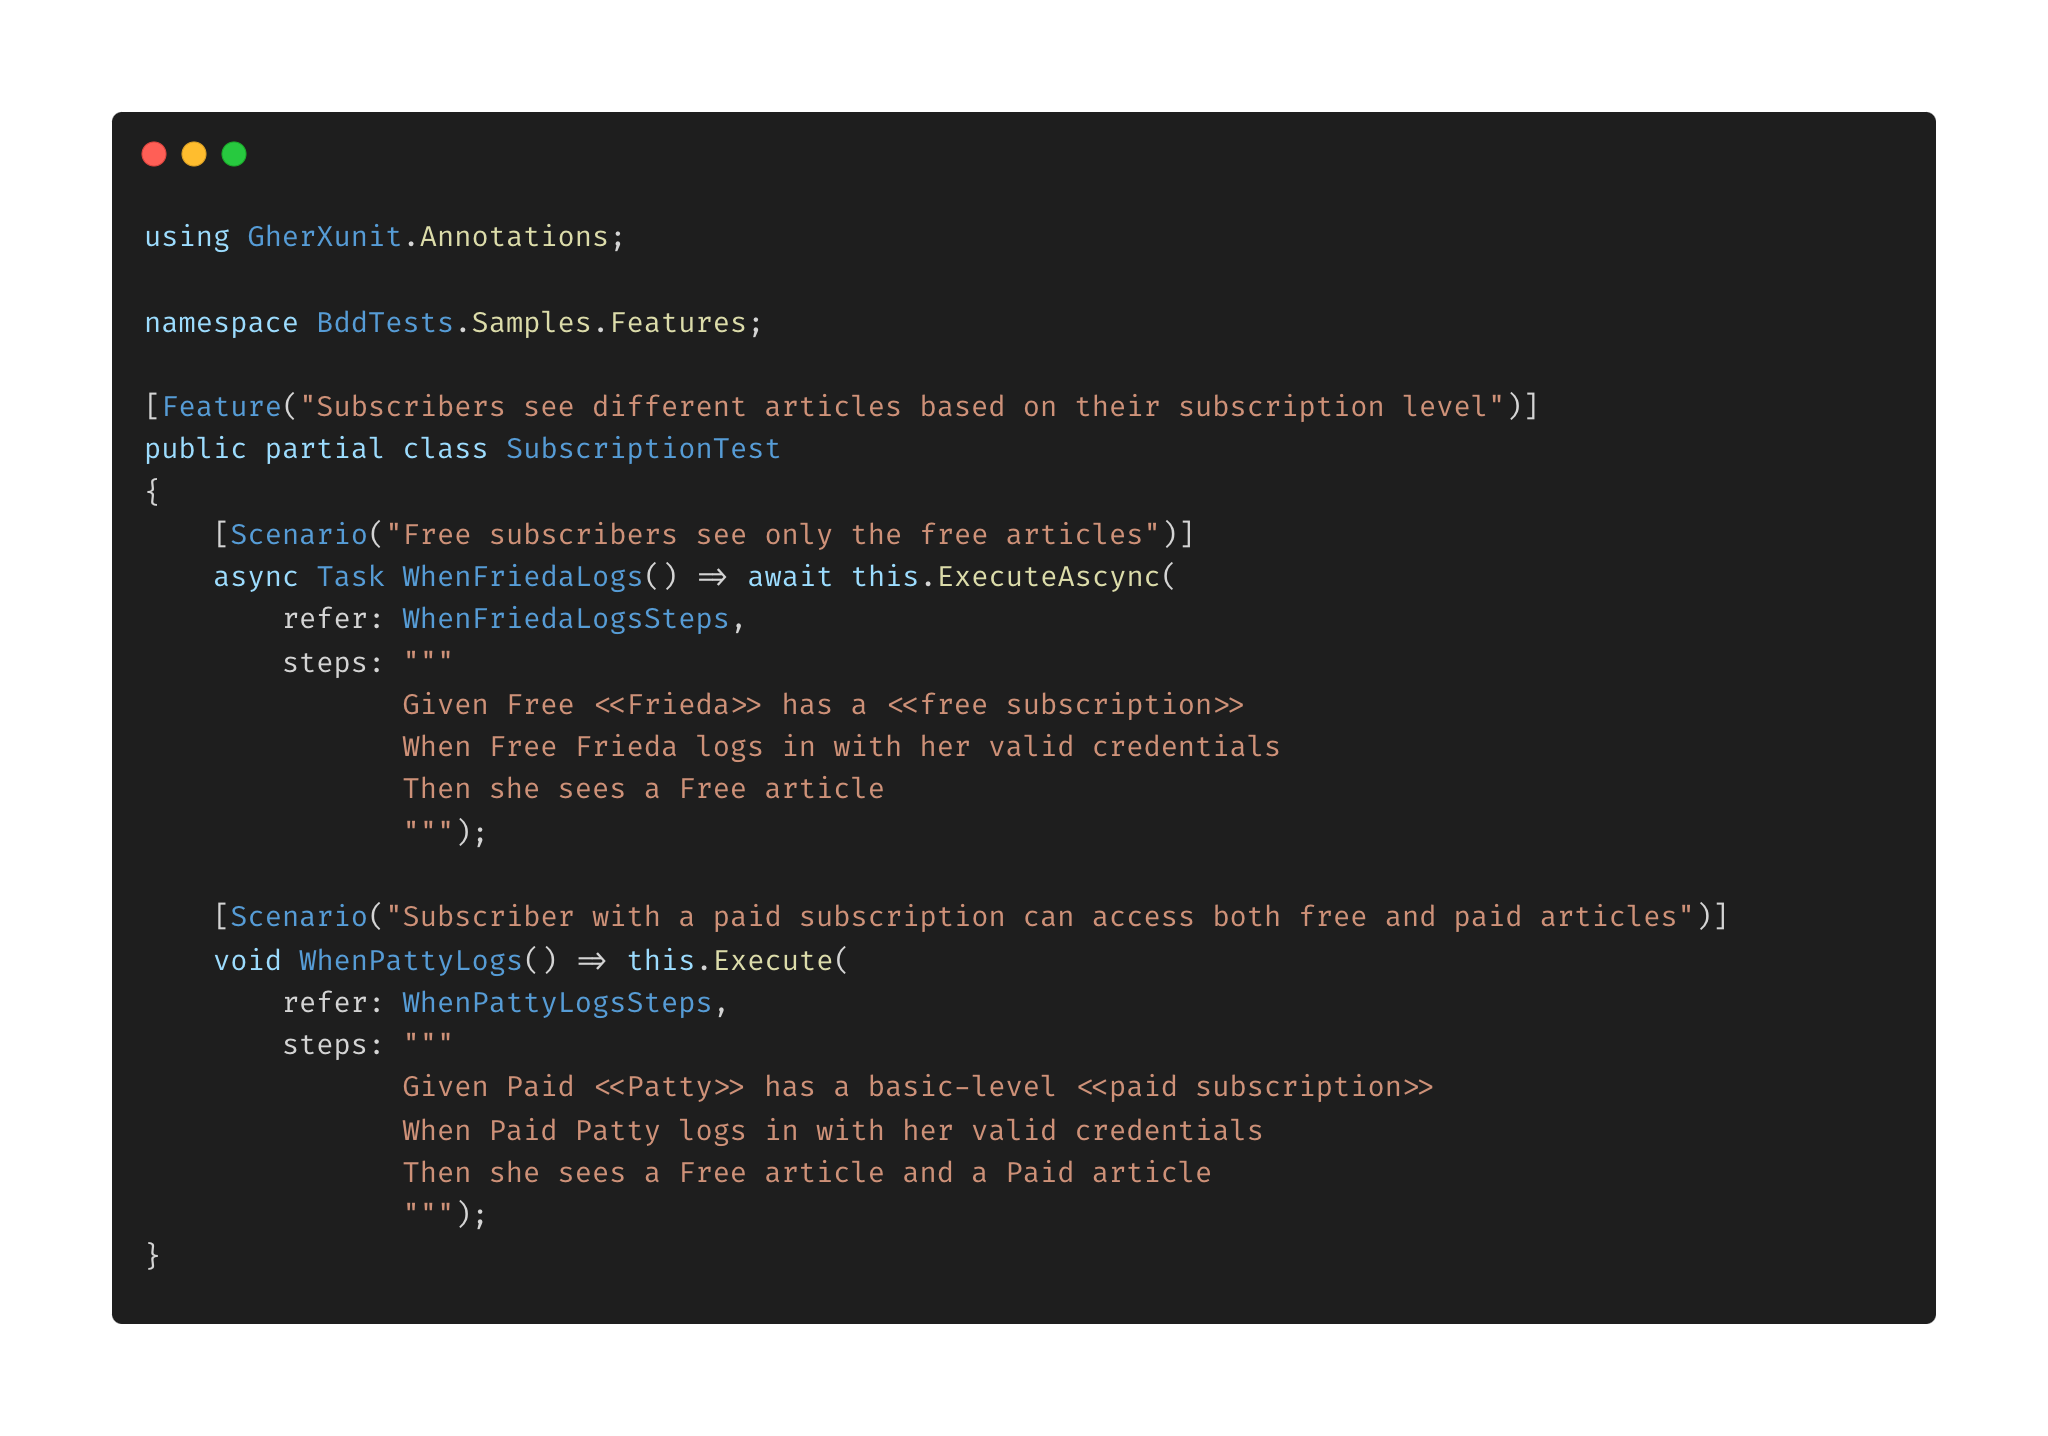 using GherXunit.Annotations;
namespace BddTests.Samples.Features;
[Feature("Subscribers see different articles based on their subscription level")]
public partial class SubscriptionTest
{
[Scenario("Free subscribers see only the free articles")]
async Task WhenFriedaLogs() => await this.ExecuteAscync(
refer: WhenFriedaLogsSteps,
steps: """
Given Free <<Frieda>> has a <<free subscription>>
When Free Frieda logs in with her valid credentials
Then she sees a Free article
""");
[Scenario("Subscriber with a paid subscription can access both free and paid articles")]
void WhenPattyLogs() => this.Execute(
refer: WhenPattyLogsSteps,
steps: """
Given Paid <<Patty>> has a basic-level <<paid subscription>>
When Paid Patty logs in with her valid credentials
Then she sees a Free article and a Paid article
""");
}